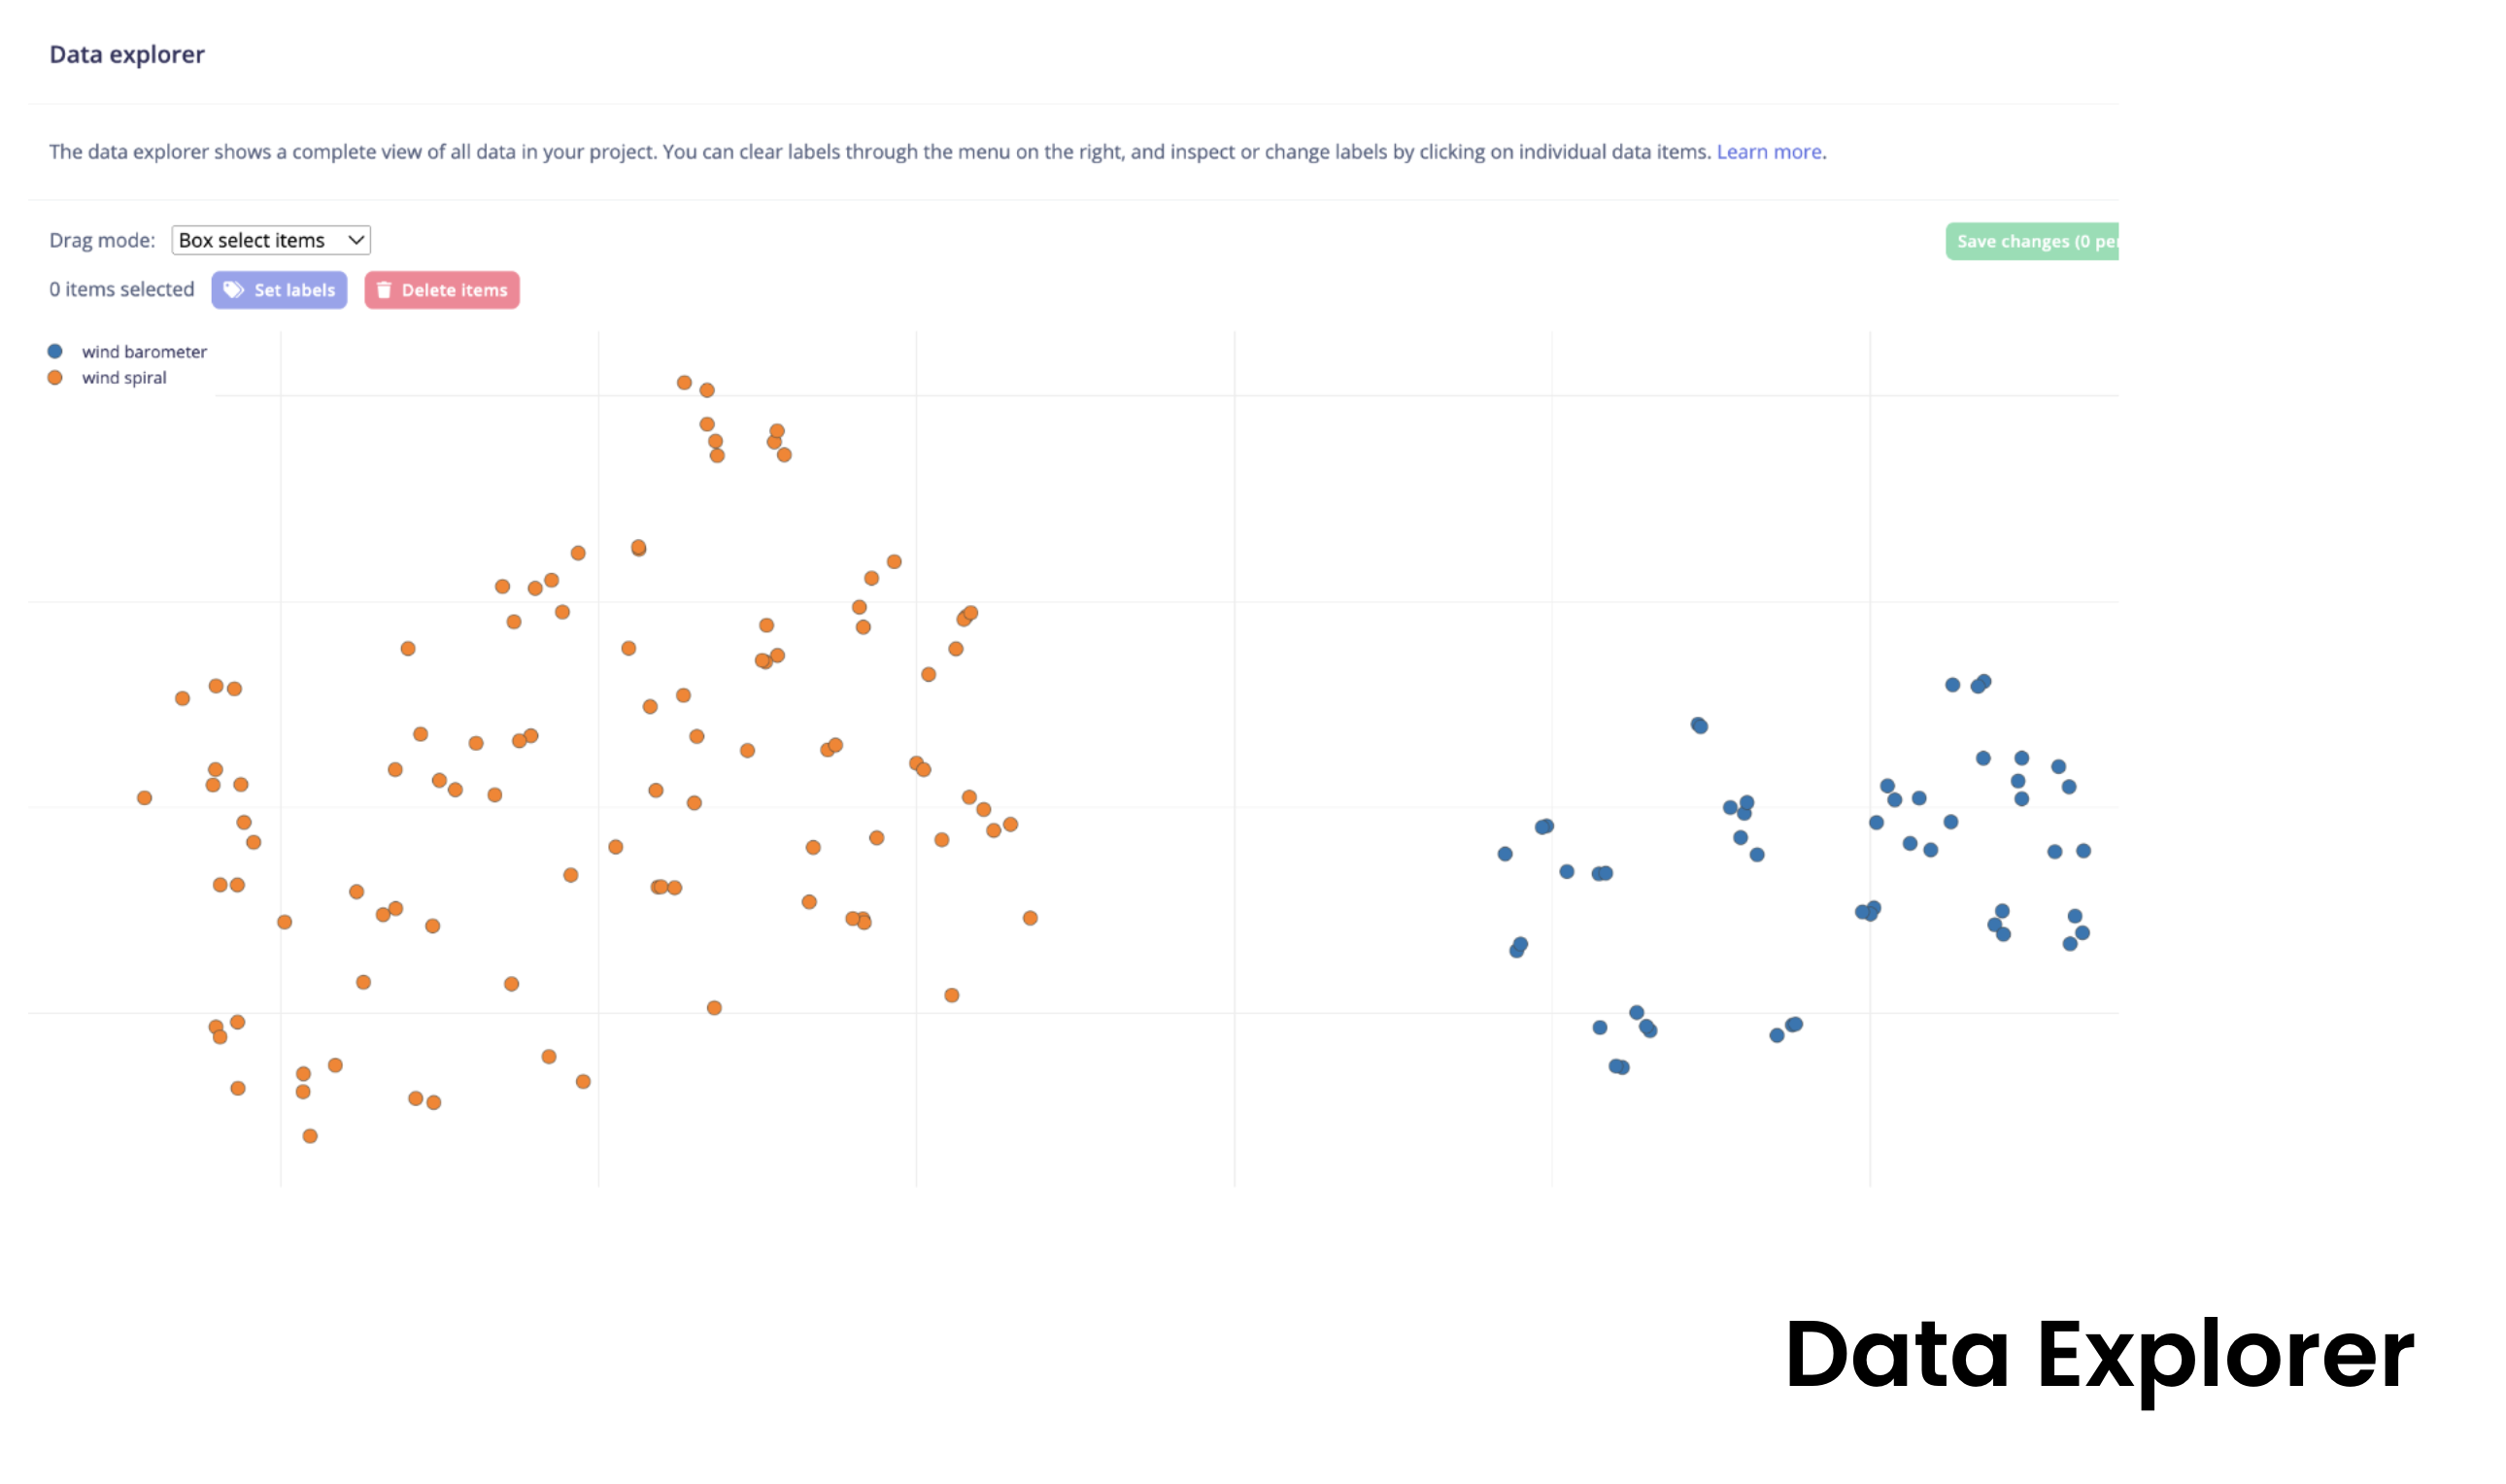 Data explorer
The data explorer shows a complete view of all data in your project. You can clear labels through the menu on the right, and inspect or change labels by clicking on individual data items. Learn more.
Drag mode: Box select items
Save changes (0 pe
0 items selected Set labels Delete items
wind barometer
wind spiral
Data Explorer